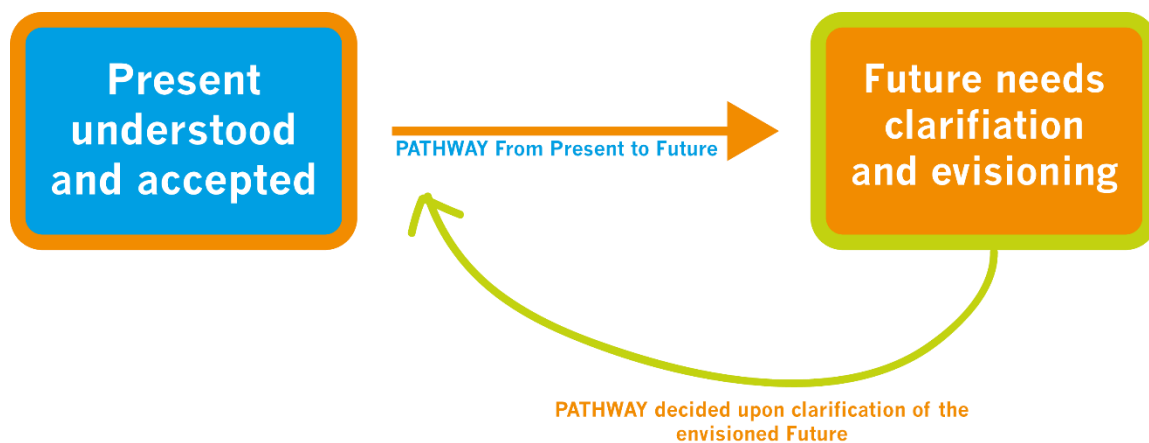 Present
understood
and accepted
PATHWAY From Present to Future
Future needs
clarifiation
and evisioning
PATHWAY decided upon clarification of the
envisioned Future